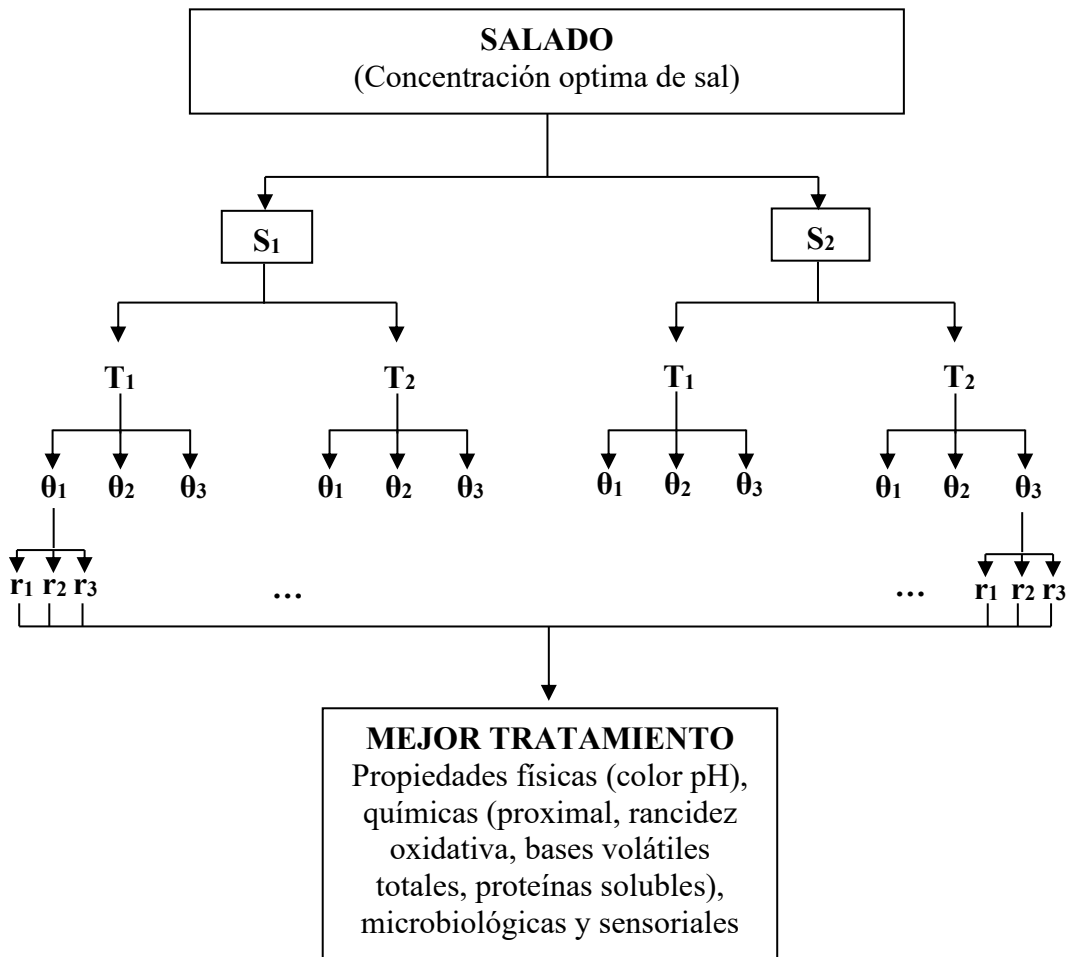 SALADO
(Concentración optima de sal)
S₁ S₂
T₁ T₂ T₁ T₂
θ₁ θ₂ θ₃ θ₁ θ₂ θ₃ θ₁ θ₂ θ₃ θ₁ θ₂ θ₃
r₁ r₂ r₃ ... ... r₁ r₂ r₃
MEJOR TRATAMIENTO
Propiedades físicas (color pH),
químicas (proximal, rancidez
oxidativa, bases volátiles
totales, proteínas solubles),
microbiológicas y sensoriales